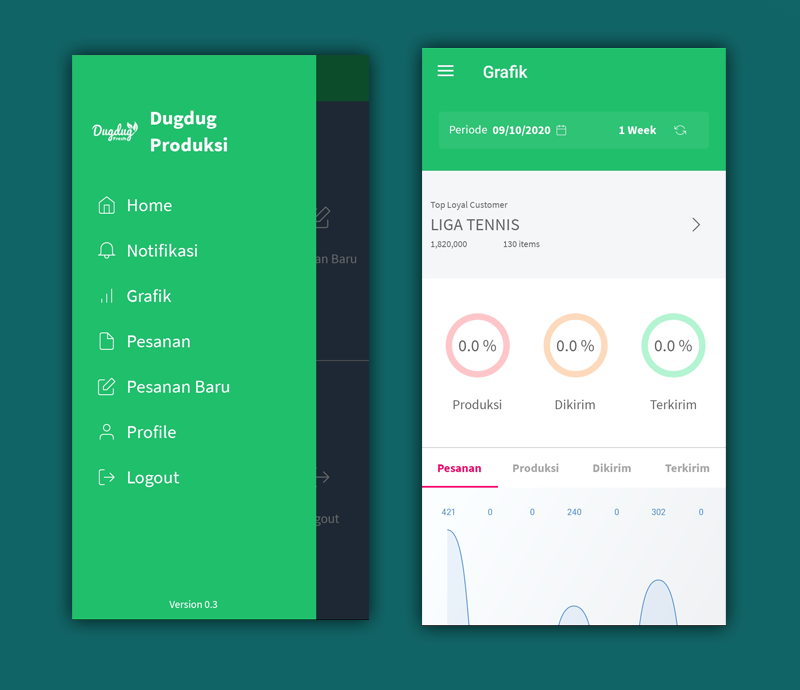 Dugdug
Fresh
Dugdug
Produksi
Home
Notifikasi
Grafik
Pesanan
Pesanan Baru
Profile
Logout
Version 0.3
an Baru
gout
Grafik
Periode 09/10/2020 1 Week
Top Loyal Customer
LIGA TENNIS
1,820,000 130 items
0.0 % 0.0 % 0.0 %
Produksi Dikirim Terkirim
Pesanan Produksi Dikirim Terkirim
421 0 0 240 0 302 0